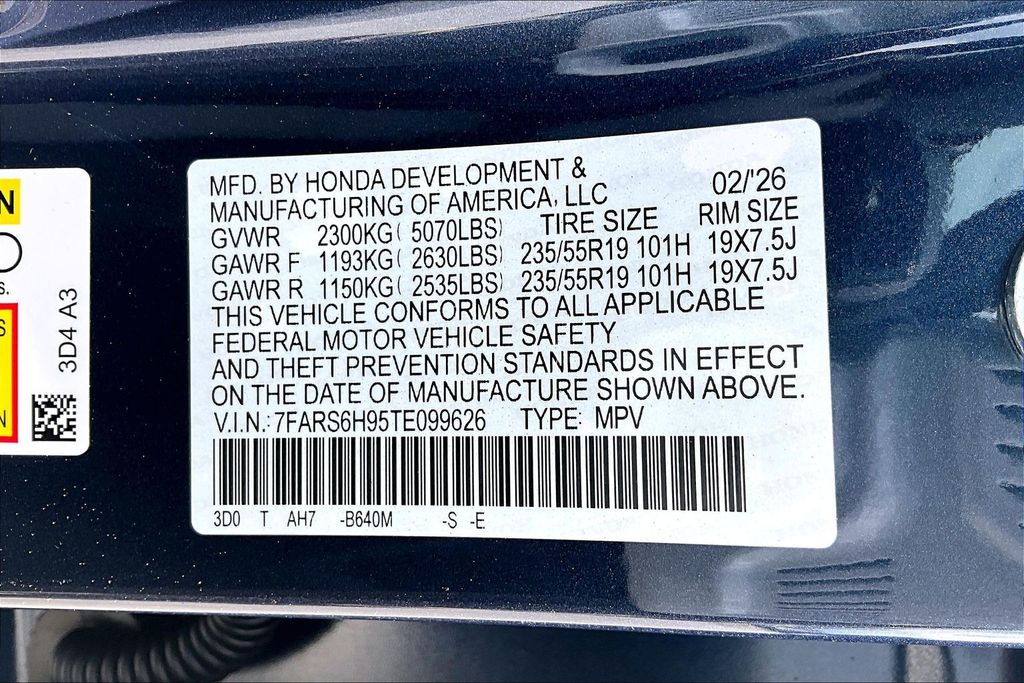 MFD. BY HONDA DEVELOPMENT &
MANUFACTURING OF AMERICA, LLC 02/'26
GVWR 2300KG( 5070LBS) TIRE SIZE RIM SIZE
GAWR F 1193KG( 2630LBS) 235/55R19 101H 19X7.5J
GAWR R 1150KG( 2535LBS) 235/55R19 101H 19X7.5J
THIS VEHICLE CONFORMS TO ALL APPLICABLE
FEDERAL MOTOR VEHICLE SAFETY
AND THEFT PREVENTION STANDARDS IN EFFECT
ON THE DATE OF MANUFACTURE SHOWN ABOVE.
V.I.N.:7FARS6H95TE099626 TYPE: MPV
3D0 T AH7 -B640M -S -E
3D4 A3
N
s.
S
N